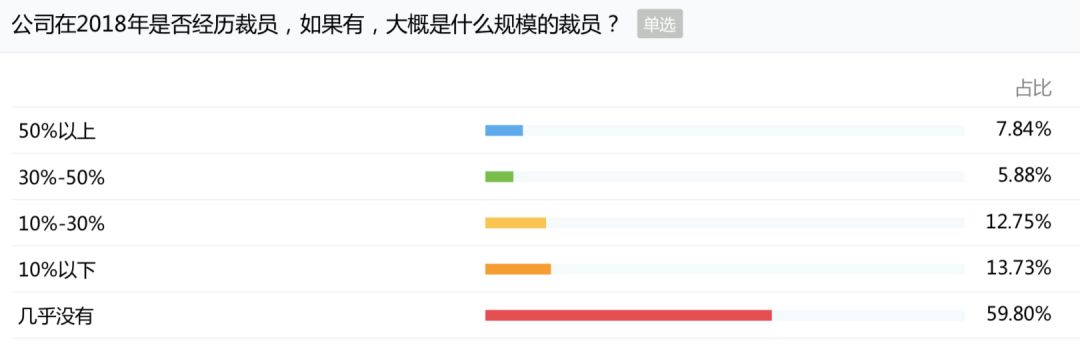 公司在2018年是否经历裁员，如果有，大概是什么规模的裁员？ 单选
占比
50%以上 7.84%
30%-50% 5.88%
10%-30% 12.75%
10%以下 13.73%
几乎没有 59.80%